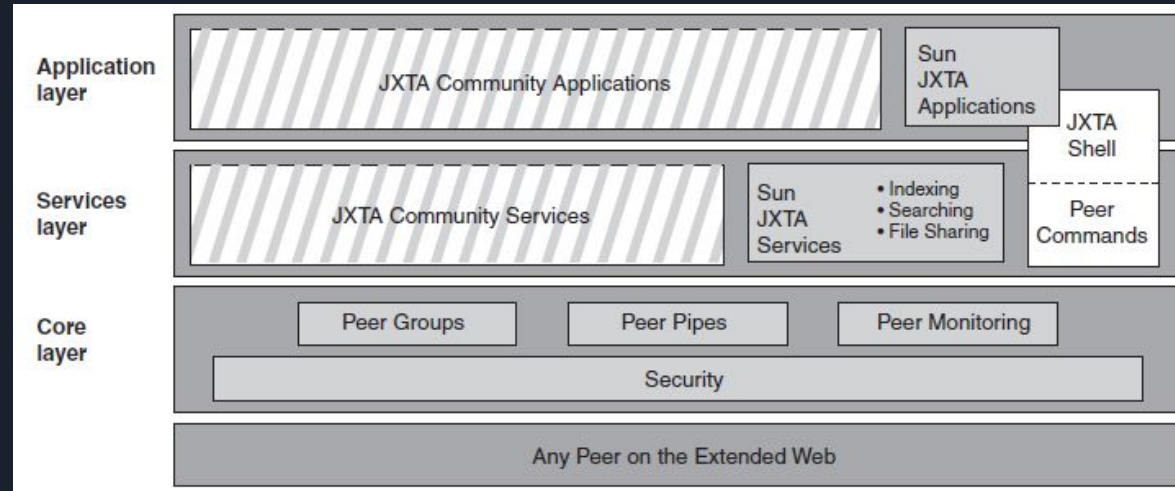 Application
layer
JXTA Community Applications
Sun
JXTA
Applications
JXTA
Shell
Peer
Commands
Services
layer
JXTA Community Services
Sun
JXTA
Services
• Indexing
• Searching
• File Sharing
Core
layer
Peer Groups
Peer Pipes
Peer Monitoring
Security
Any Peer on the Extended Web